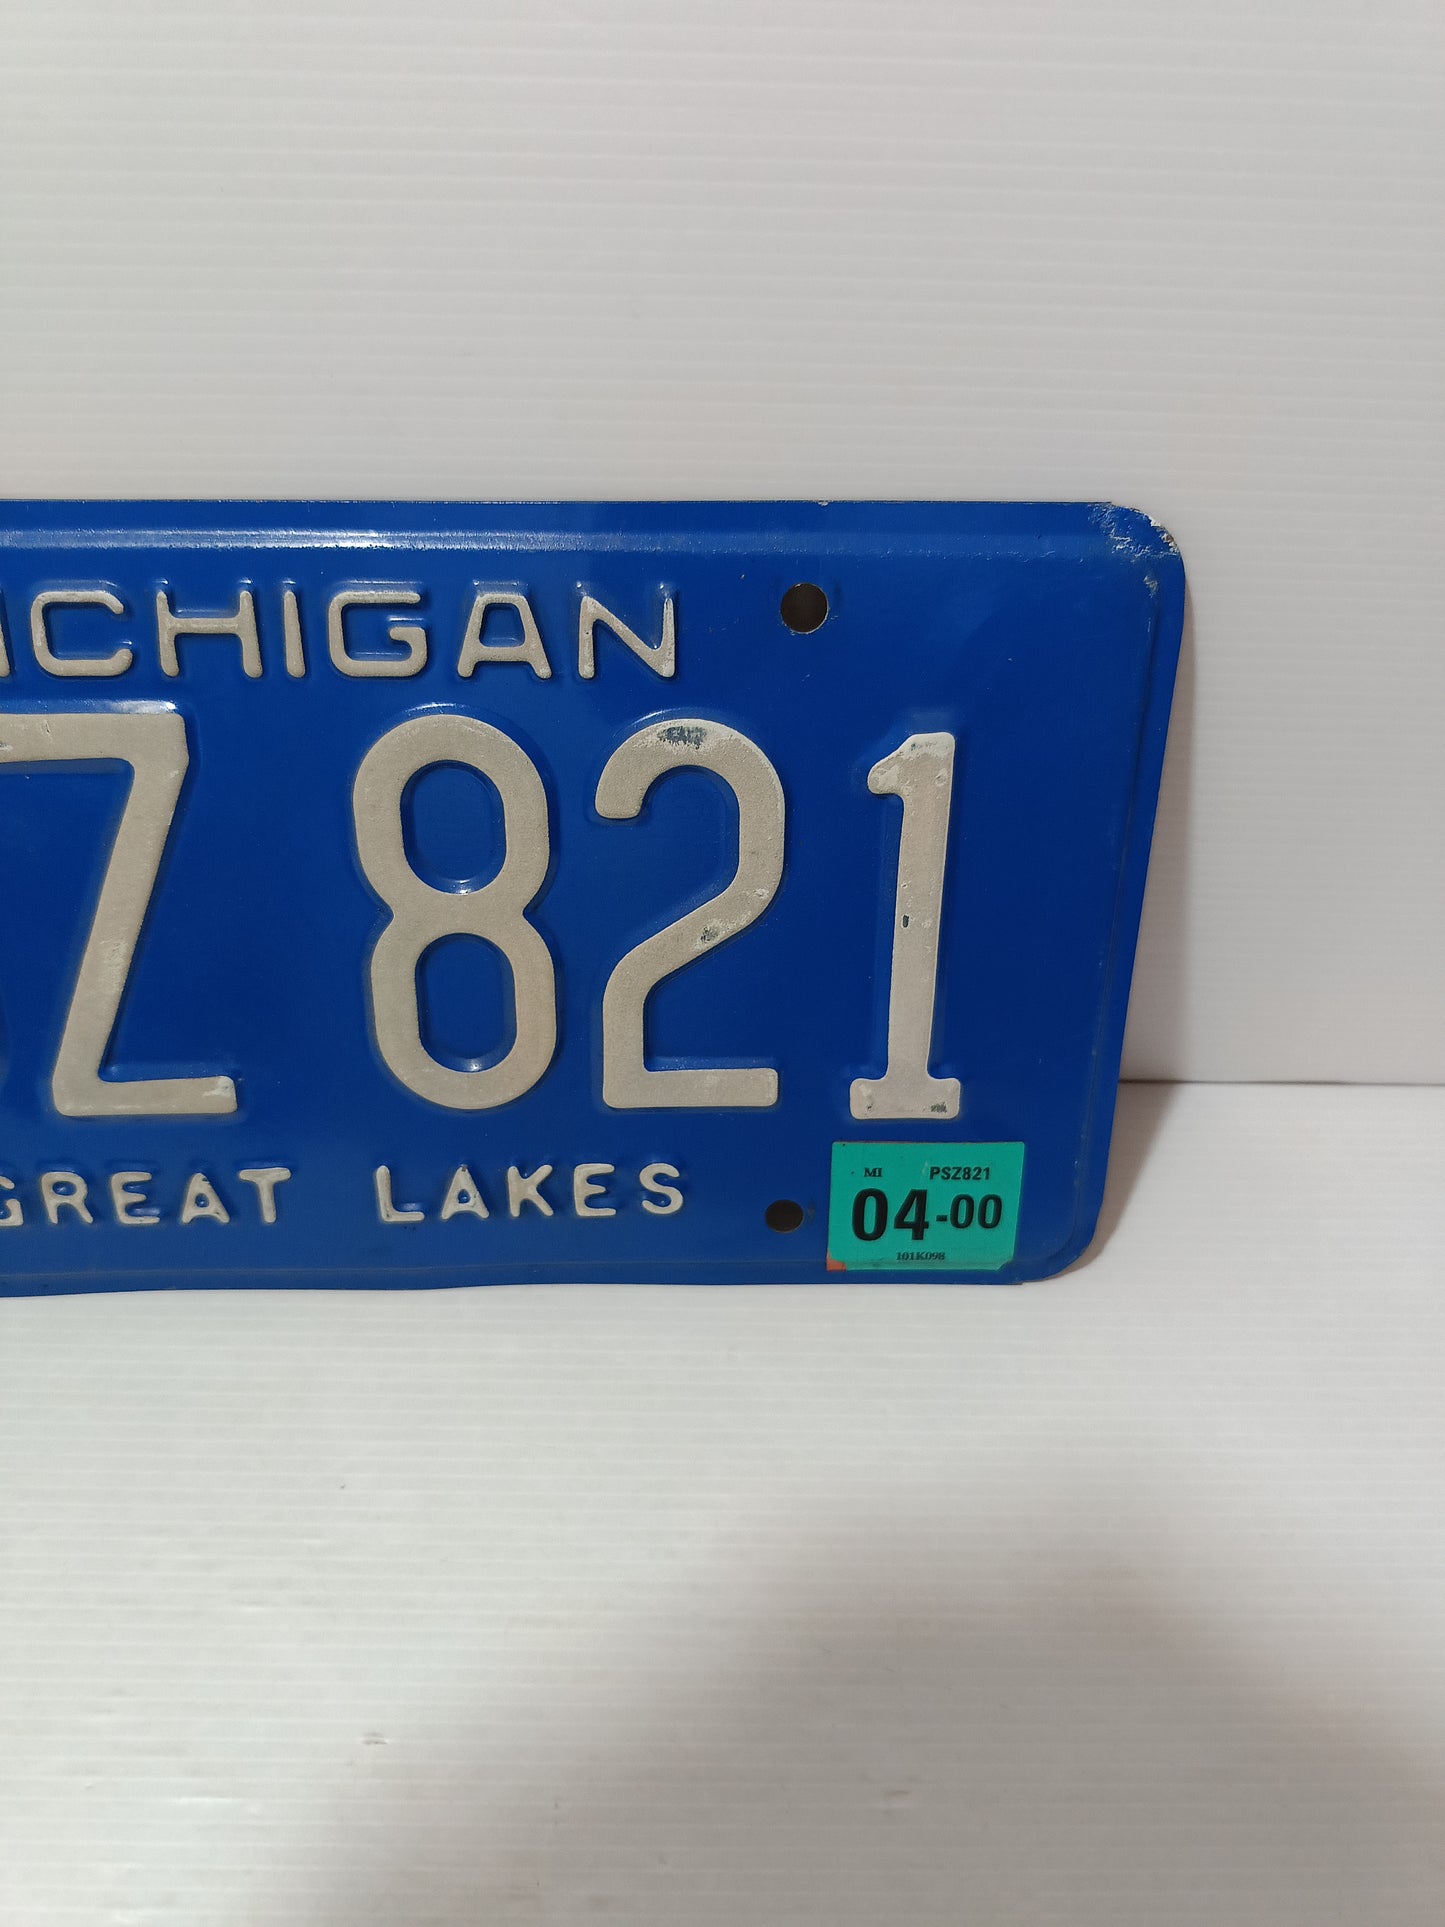 ICHIGAN
Z 821
GREAT LAKES
MI PSZ821
04-00
101K098